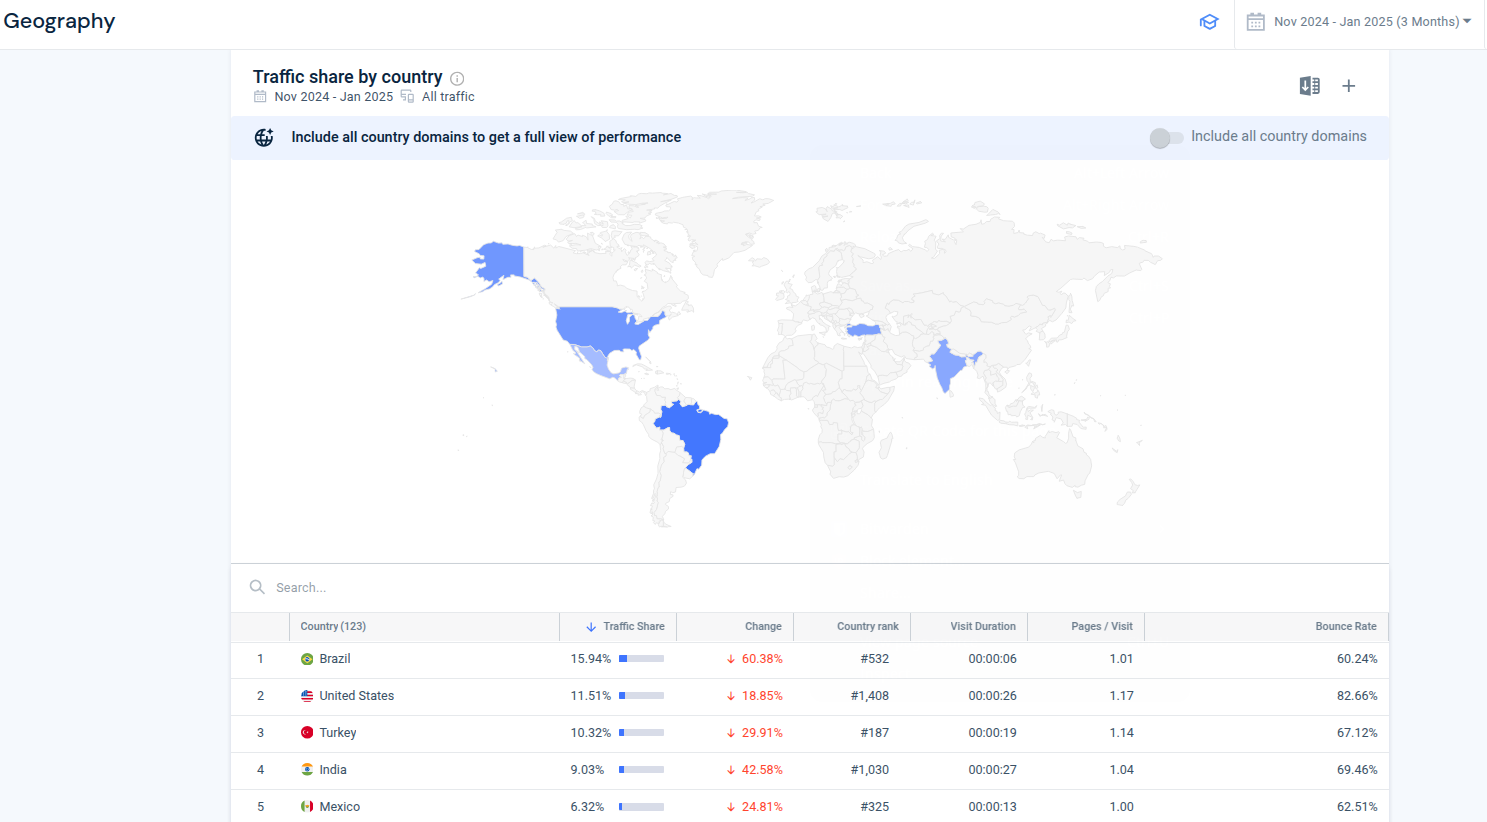 Geography
Nov 2024 - Jan 2025 (3 Months)
Traffic share by country
Nov 2024 - Jan 2025 All traffic
Include all country domains to get a full view of performance Include all country domains
Search...
Country (123) Traffic Share Change Country rank Visit Duration Pages / Visit Bounce Rate
1 Brazil 15.94% 60.38% #532 00:00:06 1.01 60.24%
2 United States 11.51% 18.85% #1,408 00:00:26 1.17 82.66%
3 Turkey 10.32% 29.91% #187 00:00:19 1.14 67.12%
4 India 9.03% 42.58% #1,030 00:00:27 1.04 69.46%
5 Mexico 6.32% 24.81% #325 00:00:13 1.00 62.51%